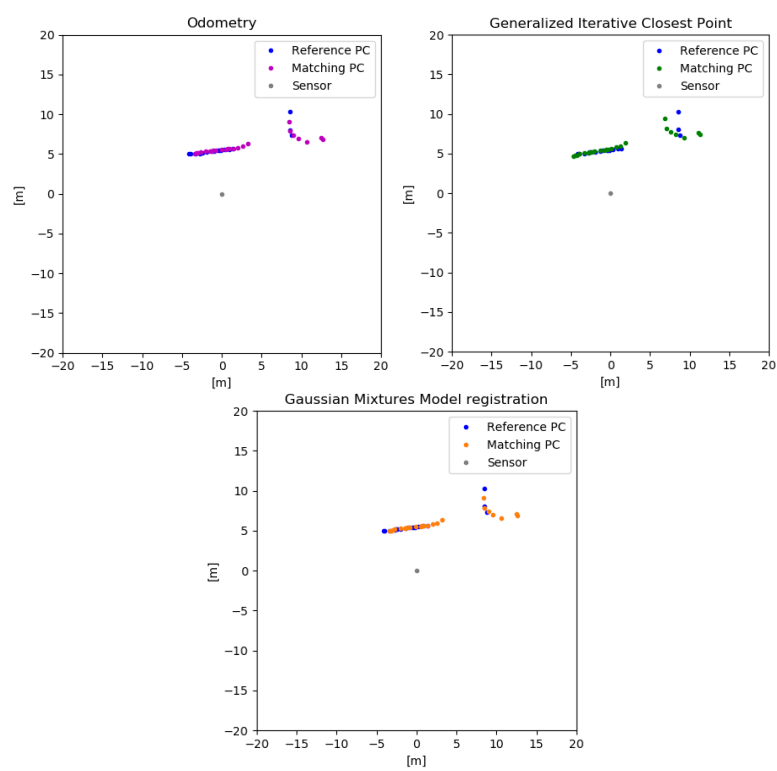 Odometry
20
15
10
5
0
−5
−10
−15
−20
[m]
−20 −15 −10 −5 0 5 10 15 20
[m]
Reference PC
Matching PC
Sensor
Generalized Iterative Closest Point
20
15
10
5
0
−5
−10
−15
−20
[m]
−20 −15 −10 −5 0 5 10 15 20
[m]
Reference PC
Matching PC
Sensor
Gaussian Mixtures Model registration
20
15
10
5
0
−5
−10
−15
−20
[m]
−20 −15 −10 −5 0 5 10 15 20
[m]
Reference PC
Matching PC
Sensor